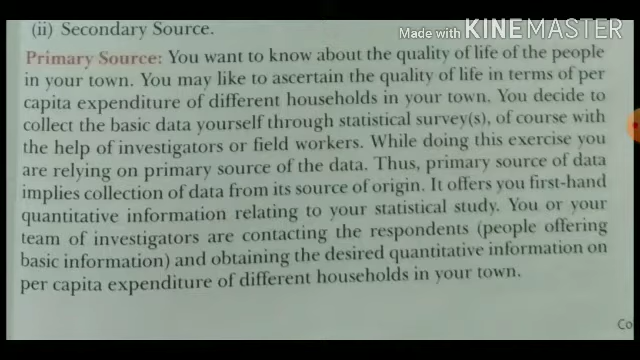 (ii) Secondary Source.
Made with KINEMASTER
Primary Source: You want to know about the quality of life of the people
in your town. You may like to ascertain the quality of life in terms of per
capita expenditure of different households in your town. You decide to
collect the basic data yourself through statistical survey(s), of course with
the help of investigators or field workers. While doing this exercise you
are relying on primary source of the data. Thus, primary source of data
implies collection of data from its source of origin. It offers you first-hand
quantitative information relating to your statistical study. You or your
team of investigators are contacting the respondents (people offering
basic information) and obtaining the desired quantitative information on
per capita expenditure of different households in your town.
Co